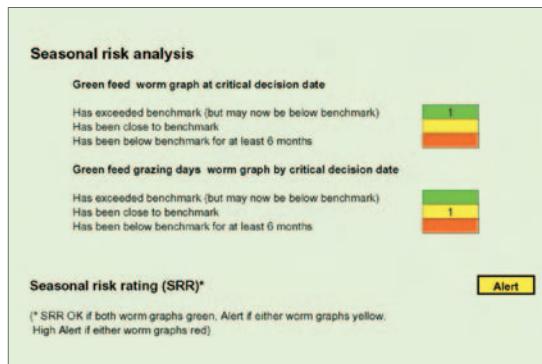 Seasonal risk analysis
Green feed worm graph at critical decision date
Has exceeded benchmark (but may now be below benchmark) 1
Has been close to benchmark
Has been below benchmark for at least 6 months
Green feed grazing days worm graph by critical decision date
Has exceeded benchmark (but may now be below benchmark)
Has been close to benchmark 1
Has been below benchmark for at least 6 months
Seasonal risk rating (SRR)* Alert
(* SRR OK if both worm graphs green, Alert if either worm graphs yellow.
High Alert if either worm graphs red)